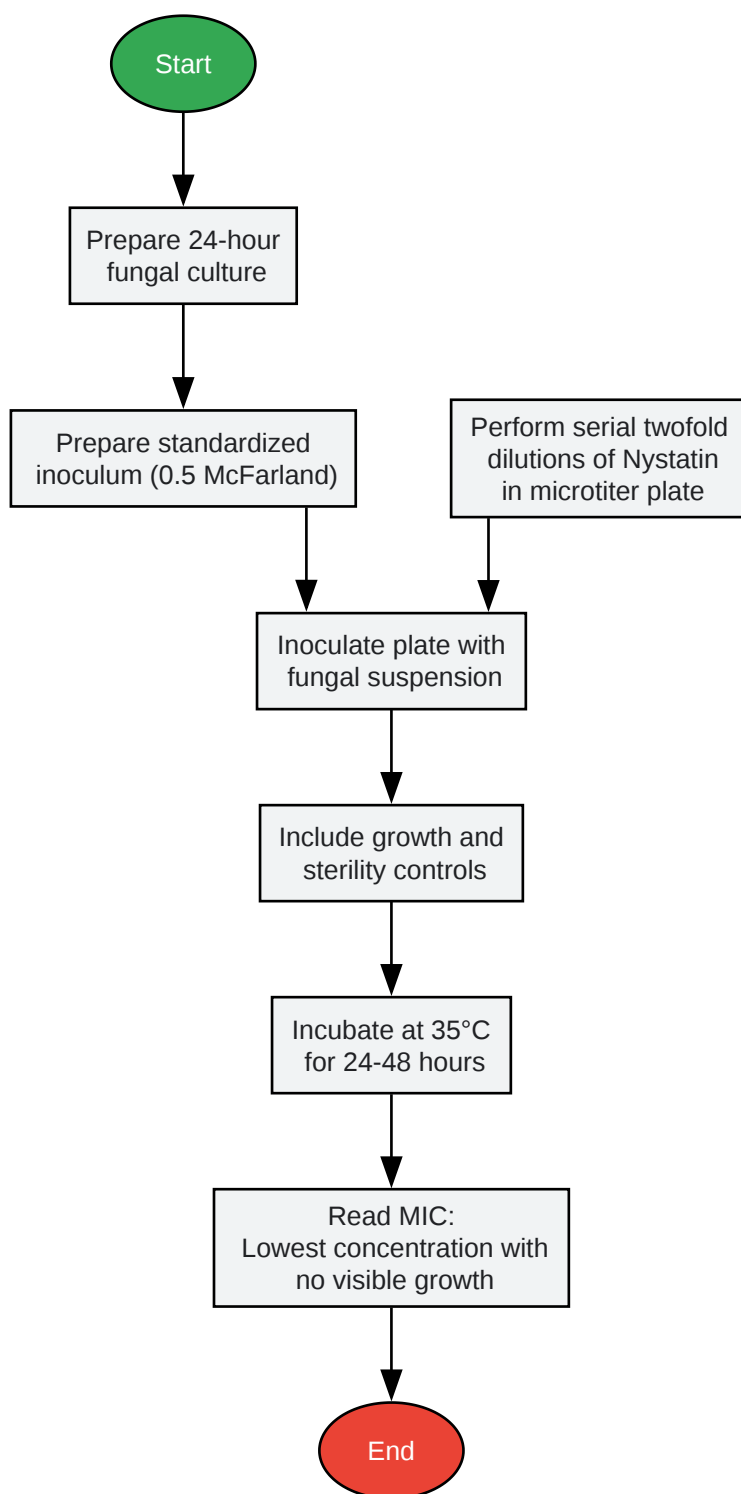 Start
Prepare 24-hour
fungal culture
Prepare standardized
inoculum (0.5 McFarland)
Perform serial twofold
dilutions of Nystatin
in microtiter plate
Inoculate plate with
fungal suspension
Include growth and
sterility controls
Incubate at 35°C
for 24-48 hours
Read MIC:
Lowest concentration with
no visible growth
End